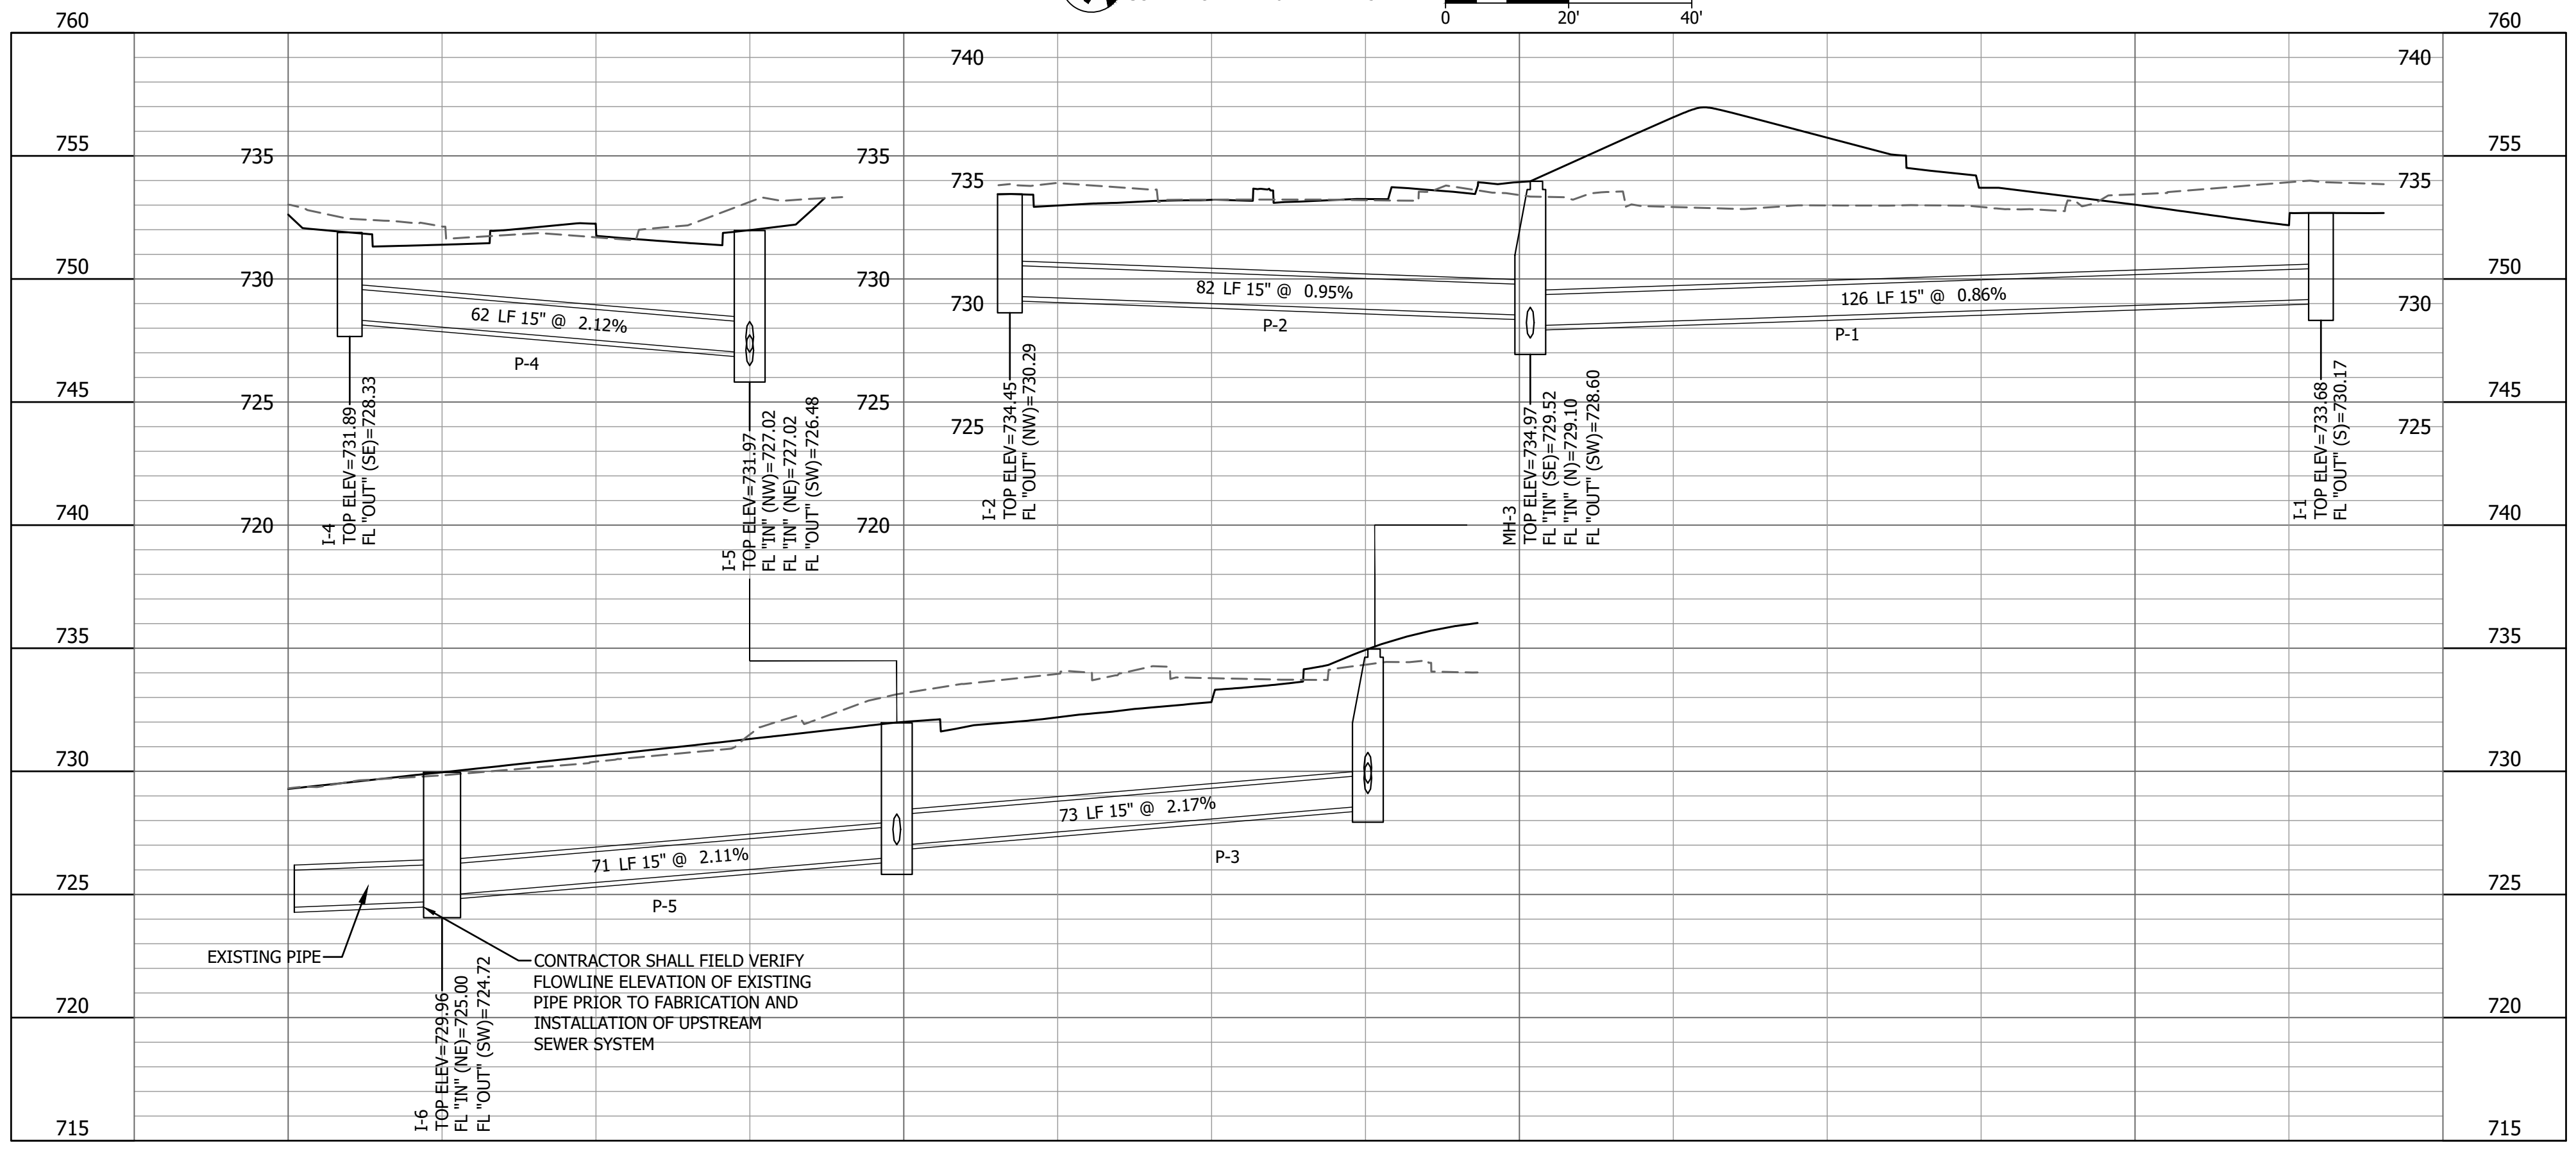 0 20' 40'
760 760
740 740
755 735 735 755
735 735
750 730 730 750
730 730
62 LF 15" @ 2.12%
P-4
82 LF 15" @ 0.95%
P-2
126 LF 15" @ 0.86%
P-1
745 725 725 745
725 725
740 720 720 740
I-4
TOP ELEV=731.89
FL "OUT" (SE)=728.33
I-5
TOP ELEV=731.97
FL "IN" (NW)=727.02
FL "IN" (NE)=727.02
FL "OUT" (SW)=726.48
I-2
TOP ELEV=734.45
FL "OUT" (NW)=730.29
MH-3
TOP ELEV=734.97
FL "IN" (SE)=729.52
FL "IN" (N)=729.10
FL "OUT" (SW)=728.60
I-1
TOP ELEV=733.68
FL "OUT" (S)=730.17
735 735
730 730
71 LF 15" @ 2.11%
P-5
73 LF 15" @ 2.17%
P-3
725 725
EXISTING PIPE
CONTRACTOR SHALL FIELD VERIFY
FLOWLINE ELEVATION OF EXISTING
PIPE PRIOR TO FABRICATION AND
INSTALLATION OF UPSTREAM
SEWER SYSTEM
720 720
I-6
TOP ELEV=729.96
FL "IN" (NE)=725.00
FL "OUT" (SW)=724.72
715 715